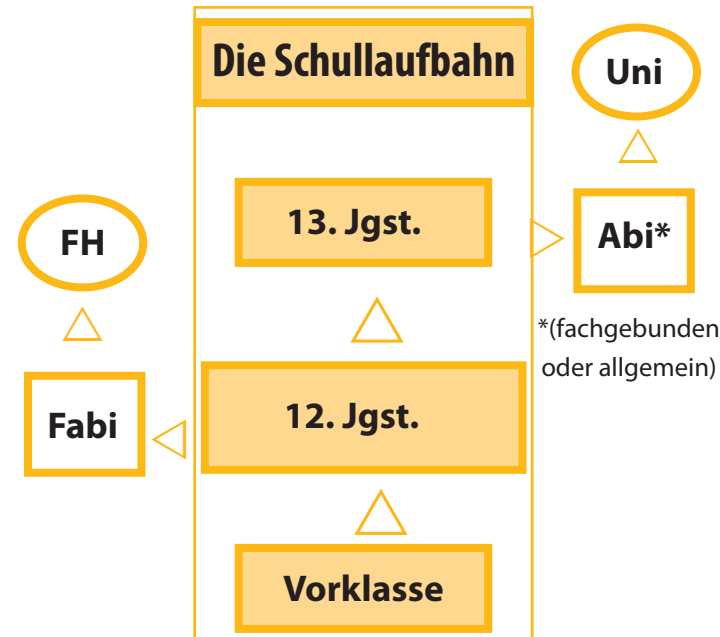 Die Schullaufbahn
Uni
13. Jgst.
Abi*
FH
*(fachgebunden
oder allgemein)
12. Jgst.
Fabi
Vorklasse